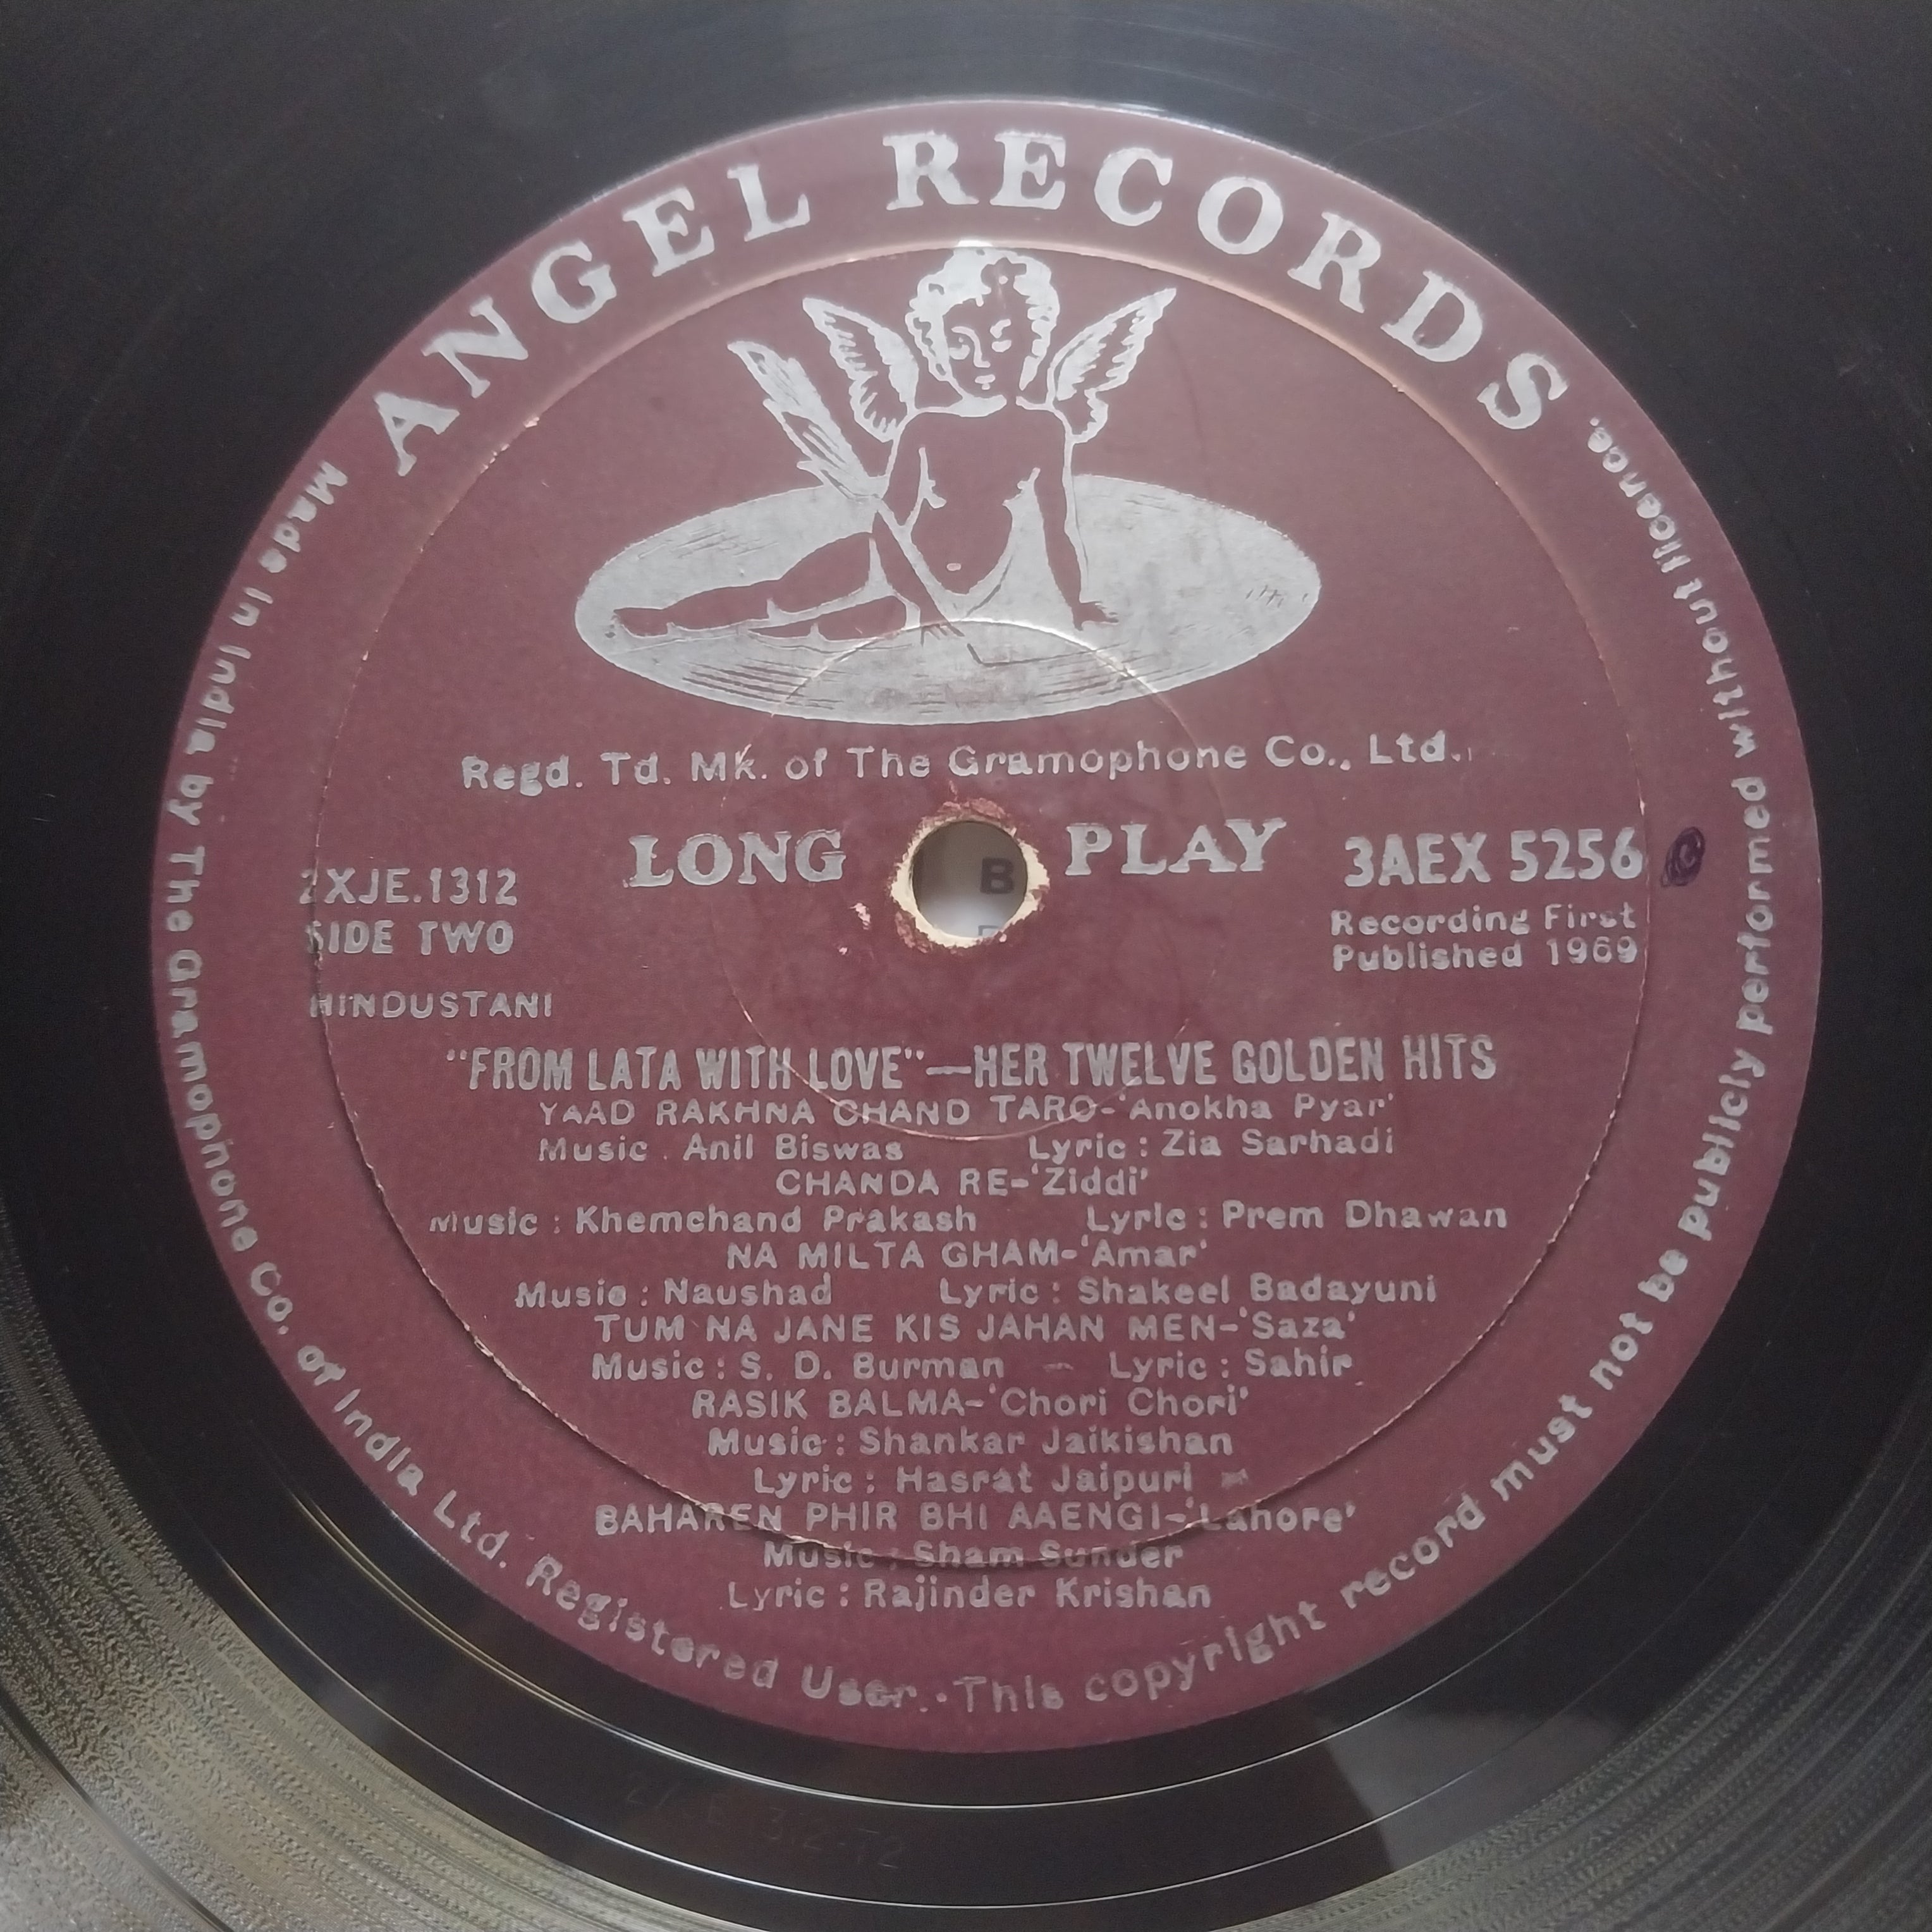 ANGEL RECORDS
Regd. Td. Mk. of The Gramophone Co., Ltd.
LONG PLAY
2XJE.1312
SIDE TWO
HINDUSTANI
3AEX 5256
Recording First
Published 1969
"FROM LATA WITH LOVE"—HER TWELVE GOLDEN HITS
YAAD RAKHNA CHAND TARO-'Anokha Pyar'
Music : Anil Biswas Lyric : Zia Sarhadi
CHANDA RE-'Ziddi'
Music : Khemchand Prakash Lyric : Prem Dhawan
NA MILTA GHAM-'Amar'
Music : Naushad Lyric : Shakeel Badayuni
TUM NA JANE KIS JAHAN MEN-'Saza'
Music : S. D. Burman – Lyric : Sahir
RASIK BALMA-'Chori Chori'
Music : Shankar Jaikishan
Lyric : Hasrat Jaipuri
BAHAREN PHIR BHI AAENGI-'Lahore'
Music : Sham Sunder
Lyric : Rajinder Krishan
Made in India by The Gramophone Co. of India Ltd. Registered User.·This copyright record must not be publicly performed without licence.
B